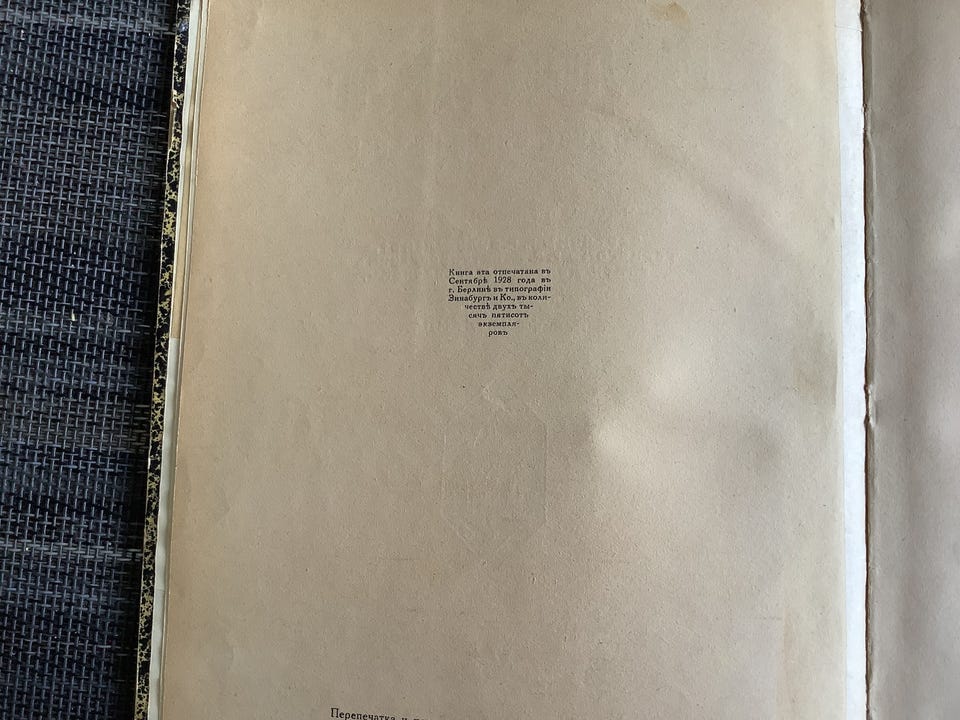 Книга эта отпечатана въ
Сентябрѣ 1928 года въ
г. Берлинѣ въ типографіи
Зинабургъ и Ко., въ коли-
чествѣ двухъ ты-
сячъ пятисотъ
экземпля-
ровъ
Перепечатка и